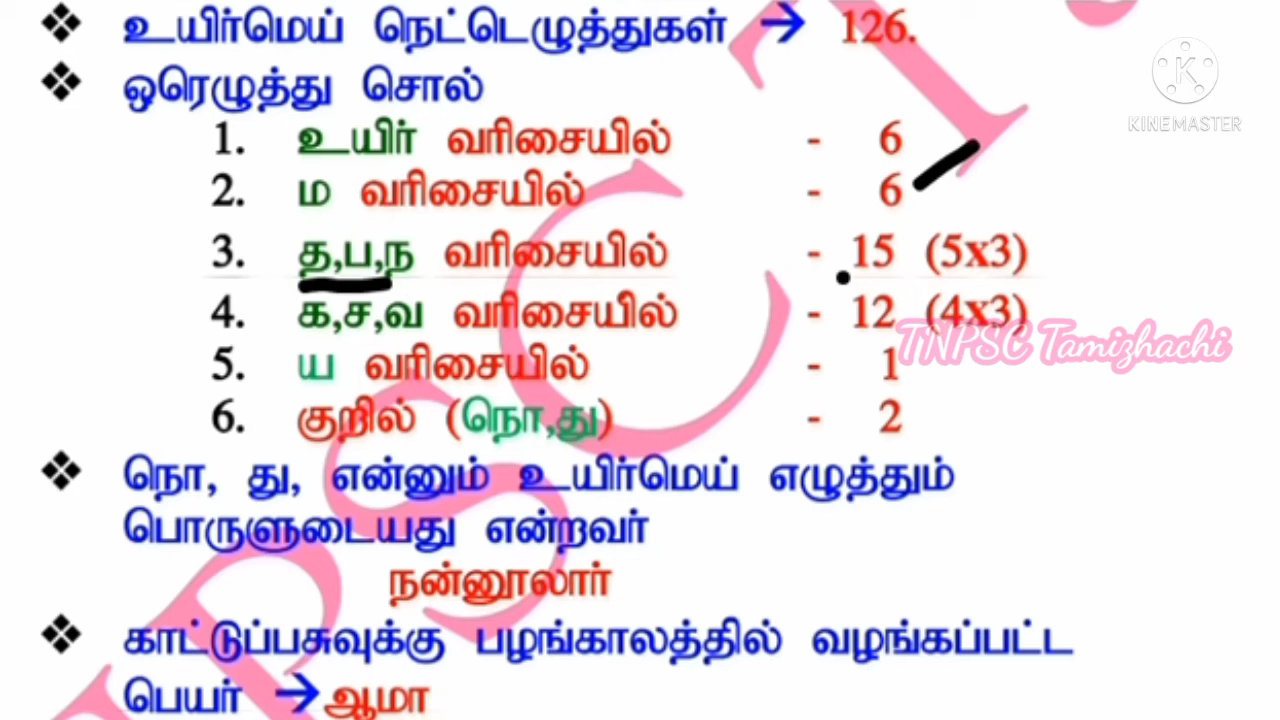 ❖ உயிர்மெய் நெட்டெழுத்துகள் → 126.
❖ ஒரெழுத்து சொல்
1. உயிர் வரிசையில் - 6
2. ம வரிசையில் - 6
3. த,ப,ந வரிசையில் - 15 (5x3)
4. க,ச,வ வரிசையில் - 12 (4x3)
5. ய வரிசையில் - 1
6. குறில் (நொ,து) - 2
❖ நொ, து, என்னும் உயிர்மெய் எழுத்தும்
பொருளுடையது என்றவர்
நன்னூலார்
❖ காட்டுப்பசுவுக்கு பழங்காலத்தில் வழங்கப்பட்ட
பெயர் → ஆமா
KINEMASTER
TNPSC Tamizhachi